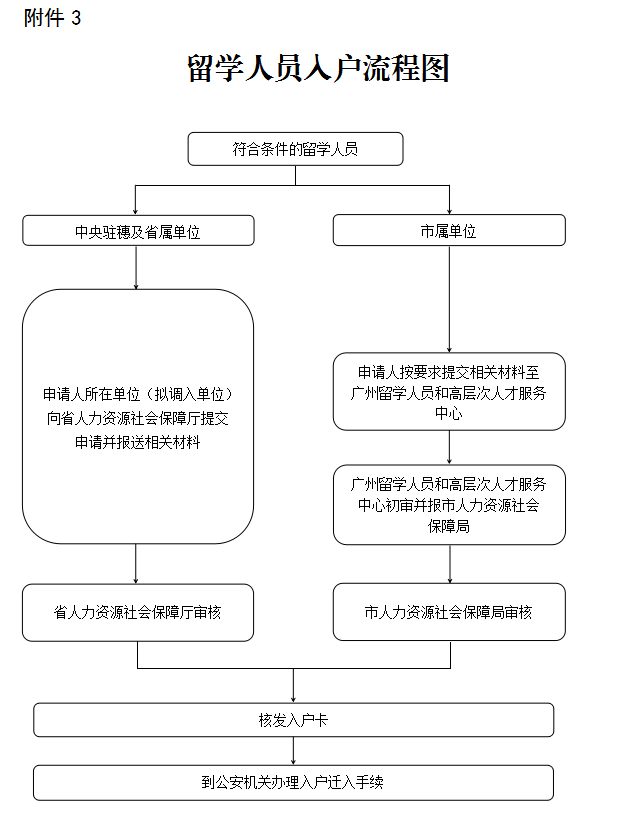 附件 3
留学人员入户流程图
符合条件的留学人员
中央驻穗及省属单位
市属单位
申请人所在单位（拟调入单位）
向省人力资源社会保障厅提交
申请并报送相关材料
申请人按要求提交相关材料至
广州留学人员和高层次人才服务
中心
广州留学人员和高层次人才服务
中心初审并报市人力资源社会
保障局
省人力资源社会保障厅审核
市人力资源社会保障局审核
核发入户卡
到公安机关办理入户迁入手续